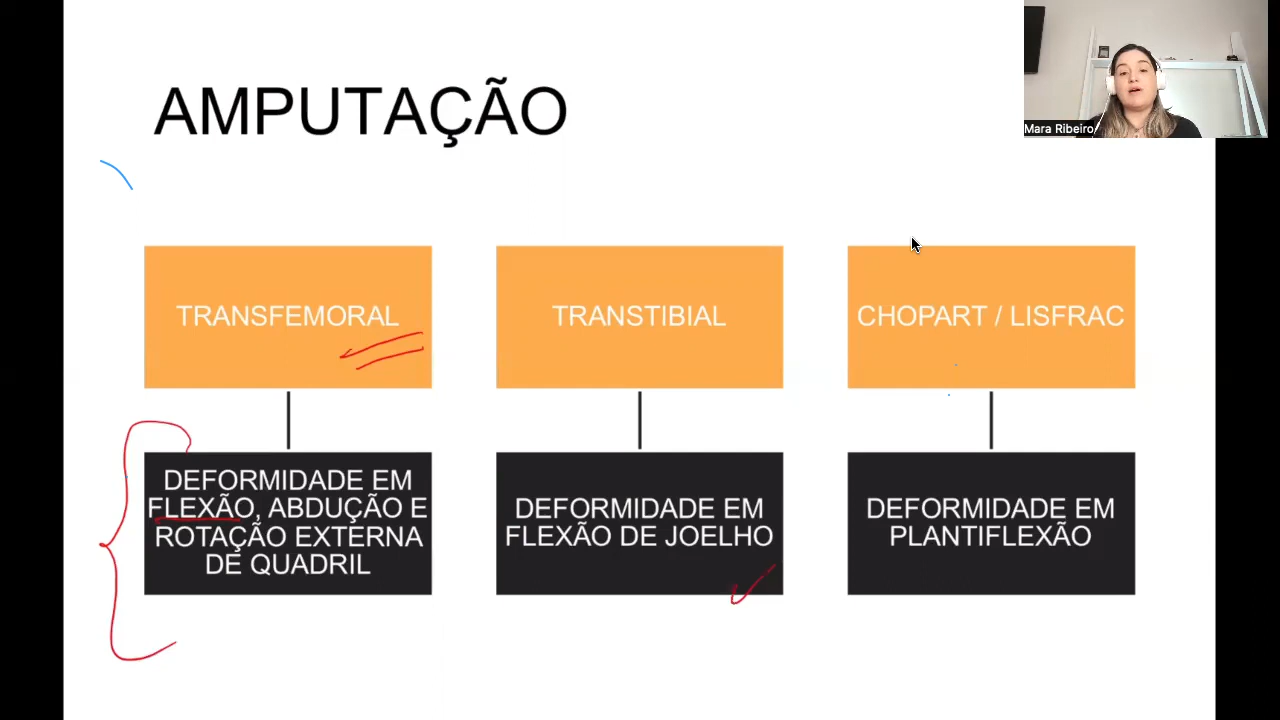 AMPUTAÇÃO
Mara Ribeiro
TRANSFEMORAL
TRANSTIBIAL
CHOPART / LISFRAC
DEFORMIDADE EM
FLEXÃO, ABDUÇÃO E
ROTAÇÃO EXTERNA
DE QUADRIL
DEFORMIDADE EM
FLEXÃO DE JOELHO
DEFORMIDADE EM
PLANTIFLEXÃO